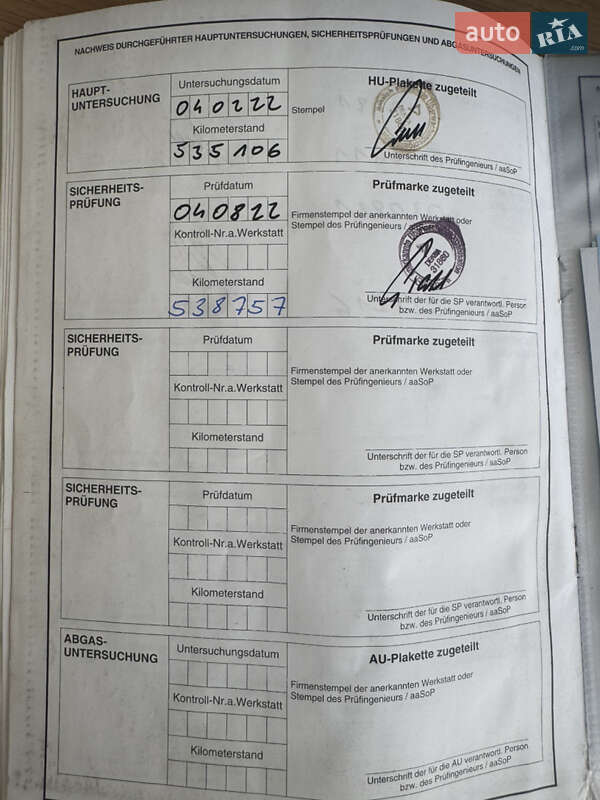 auto RIA .com
NACHWEIS DURCHGEFÜHRTER HAUPTUNTERSUCHUNGEN, SICHERHEITSPRÜFUNGEN UND ABGASUNTERSUCHUNGEN
HAUPT-
UNTERSUCHUNG
Untersuchungsdatum
040222
Kilometerstand
535106
HU-Plakette zugeteilt
Stempel
Unterschrift des Prüfingenieurs / aaSoP
SICHERHEITS-
PRÜFUNG
Prüfdatum
040822
Kontroll-Nr.a.Werkstatt
Kilometerstand
538757
Prüfmarke zugeteilt
Firmenstempel der anerkannten Werkstatt oder
Stempel des Prüfingenieurs / aaSoP
DEKRA
31880
Unterschrift der für die SP verantwortl. Person
bzw. des Prüfingenieurs / aaSoP
SICHERHEITS-
PRÜFUNG
Prüfdatum
Kontroll-Nr.a.Werkstatt
Kilometerstand
Prüfmarke zugeteilt
Firmenstempel der anerkannten Werkstatt oder
Stempel des Prüfingenieurs / aaSoP
Unterschrift der für die SP verantwortl. Person
bzw. des Prüfingenieurs / aaSoP
SICHERHEITS-
PRÜFUNG
Prüfdatum
Kontroll-Nr.a.Werkstatt
Kilometerstand
Prüfmarke zugeteilt
Firmenstempel der anerkannten Werkstatt oder
Stempel des Prüfingenieurs / aaSoP
Unterschrift der für die SP verantwortl. Person
bzw. des Prüfingenieurs / aaSoP
ABGAS-
UNTERSUCHUNG
Untersuchungsdatum
Kontroll-Nr.a.Werkstatt
Kilometerstand
AU-Plakette zugeteilt
Firmenstempel der anerkannten Werkstatt oder
Stempel des Prüfingenieurs / aaSoP
Unterschrift der für die AU verantwortl. Person
bzw. des Prüfingenieurs / aaSoP